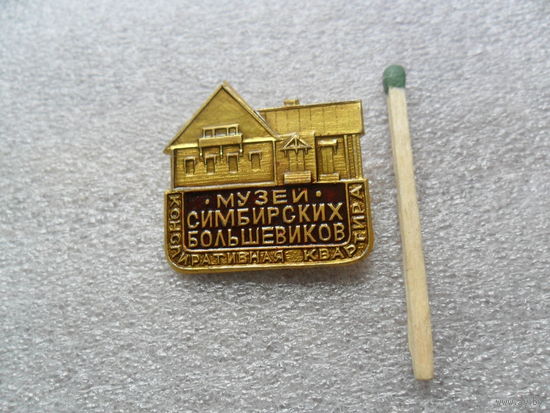 МУЗЕЙ
СИМБИРСКИХ
БОЛЬШЕВИКОВ
КОНСПИРАТИВНАЯ КВАРТИРА